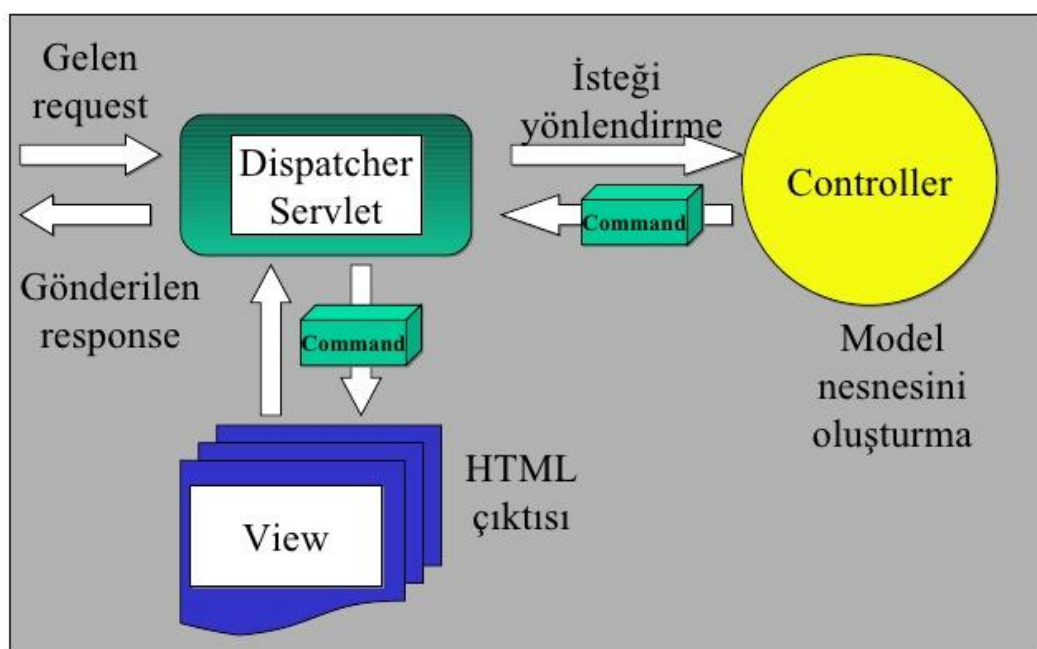 Gelen
request
İsteği
yönlendirme
Dispatcher
Servlet
Controller
Command
Gönderilen
response
Command
Model
nesnesini
oluşturma
HTML
çıktısı
View